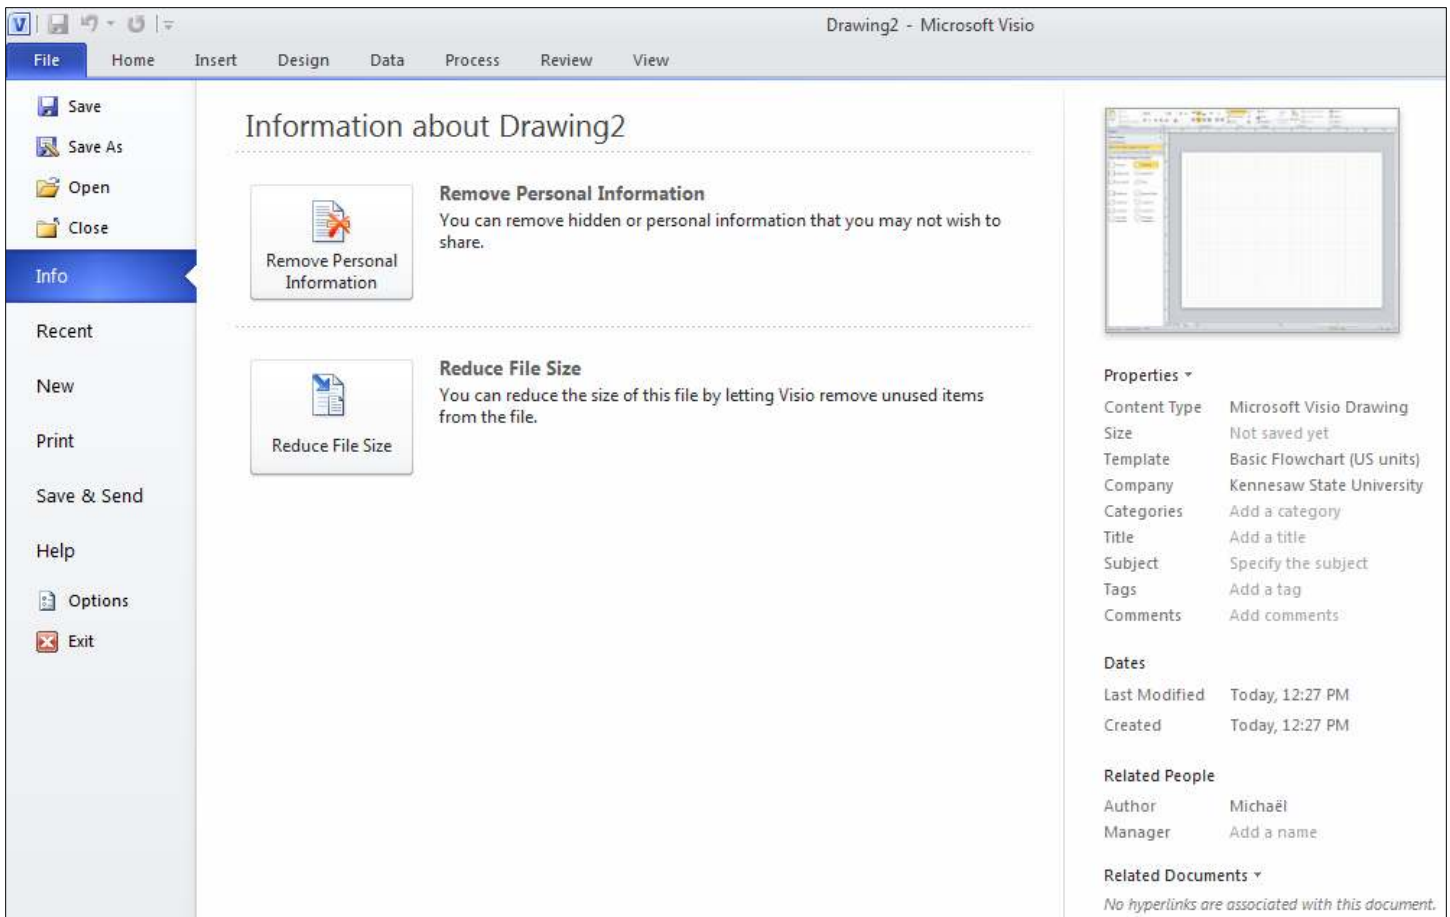 Drawing2 - Microsoft Visio
File Home Insert Design Data Process Review View
Save
Save As
Open
Close
Info
Recent
New
Print
Save & Send
Help
Options
Exit
Information about Drawing2
Remove Personal
Information
Remove Personal Information
You can remove hidden or personal information that you may not wish to
share.
Reduce File Size
Reduce File Size
You can reduce the size of this file by letting Visio remove unused items
from the file.
Properties
Content Type Microsoft Visio Drawing
Size Not saved yet
Template Basic Flowchart (US units)
Company Kennesaw State University
Categories Add a category
Title Add a title
Subject Specify the subject
Tags Add a tag
Comments Add comments
Dates
Last Modified Today, 12:27 PM
Created Today, 12:27 PM
Related People
Author Michaël
Manager Add a name
Related Documents
No hyperlinks are associated with this document.